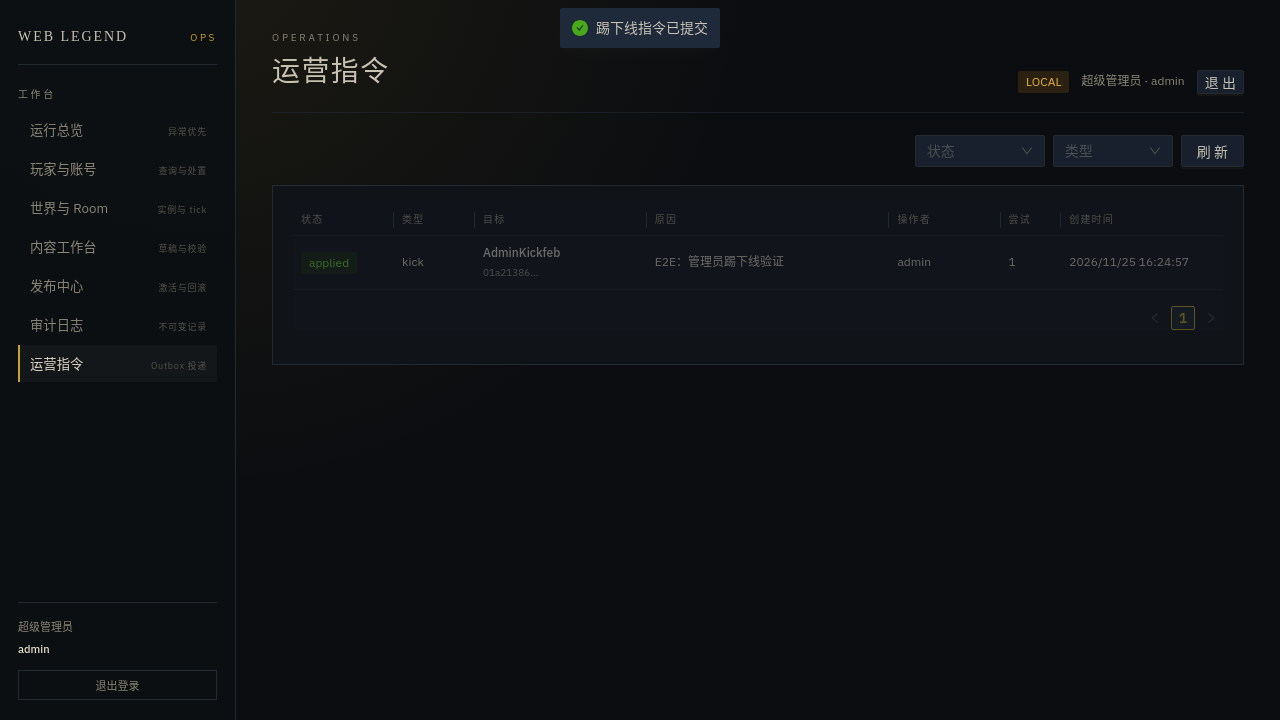 WEB LEGEND OPS
工作台
运行总览 异常优先
玩家与账号 查询与处置
世界与 Room 实例与 tick
内容工作台 草稿与校验
发布中心 激活与回滚
审计日志 不可变记录
运营指令 Outbox 投递
超级管理员
admin
退出登录
踢下线指令已提交
OPERATIONS
运营指令
LOCAL 超级管理员 · admin 退 出
状态 类型 刷 新
状态 类型 目标 原因 操作者 尝试 创建时间
applied kick AdminKickfeb E2E：管理员踢下线验证 admin 1 2026/11/25 16:24:57
01a21386...
1